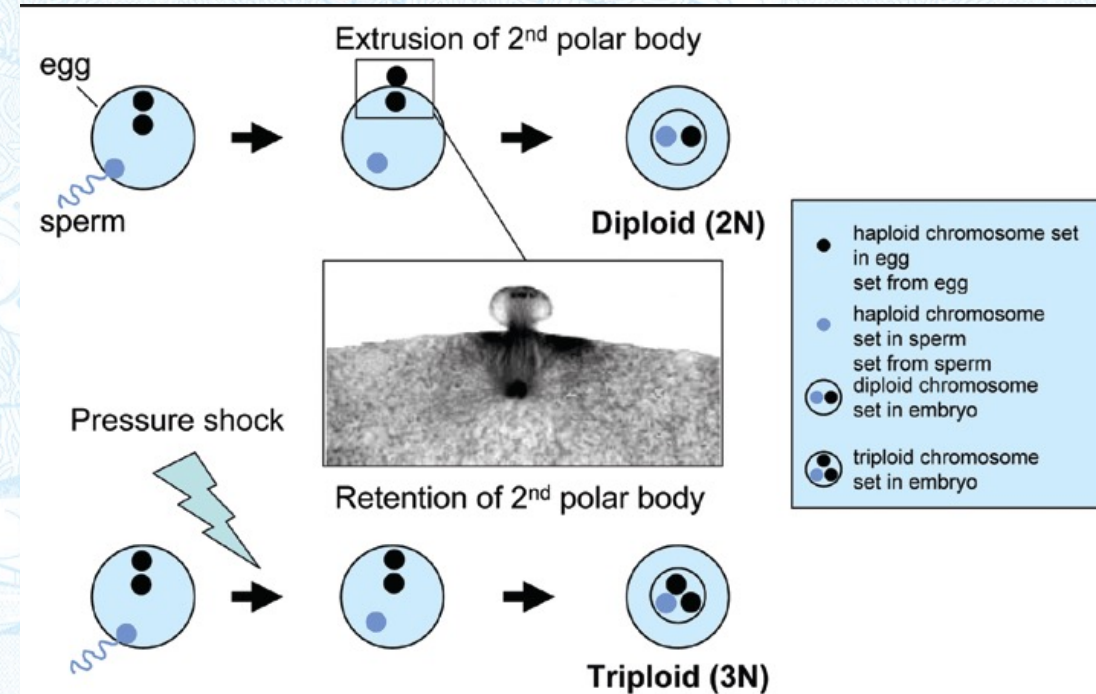 Extrusion of 2nd polar body
egg
sperm
Diploid (2N)
haploid chromosome set
in egg
set from egg
haploid chromosome
set in sperm
set from sperm
diploid chromosome
set in embryo
triploid chromosome
set in embryo
Pressure shock
Retention of 2nd polar body
Triploid (3N)